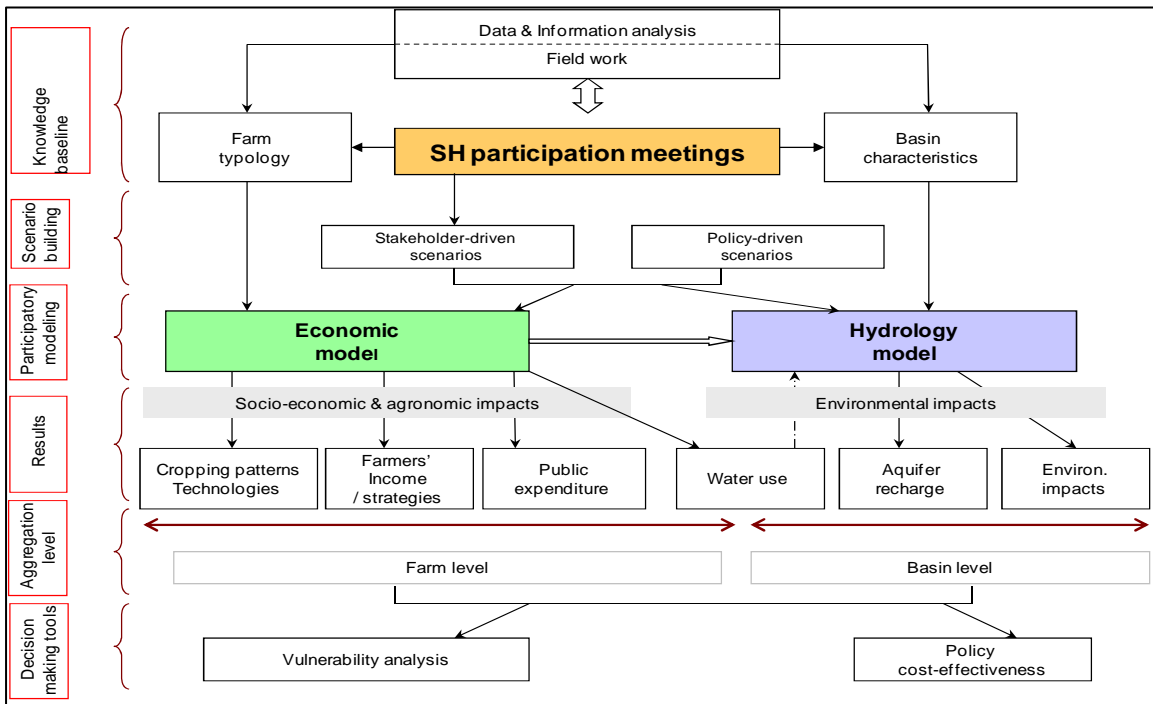 Knowledge
baseline
Data & Information analysis
Field work
Farm
typology
SH participation meetings
Basin
characteristics
Scenario
building
Stakeholder-driven
scenarios
Policy-driven
scenarios
Participatory
modeling
Economic
model
Hydrology
model
Results
Socio-economic & agronomic impacts
Environmental impacts
Cropping patterns
Technologies
Farmers'
Income
/ strategies
Public
expenditure
Water use
Aquifer
recharge
Environ.
impacts
Aggregation
level
Farm level
Basin level
Decision
making tools
Vulnerability analysis
Policy
cost-effectiveness